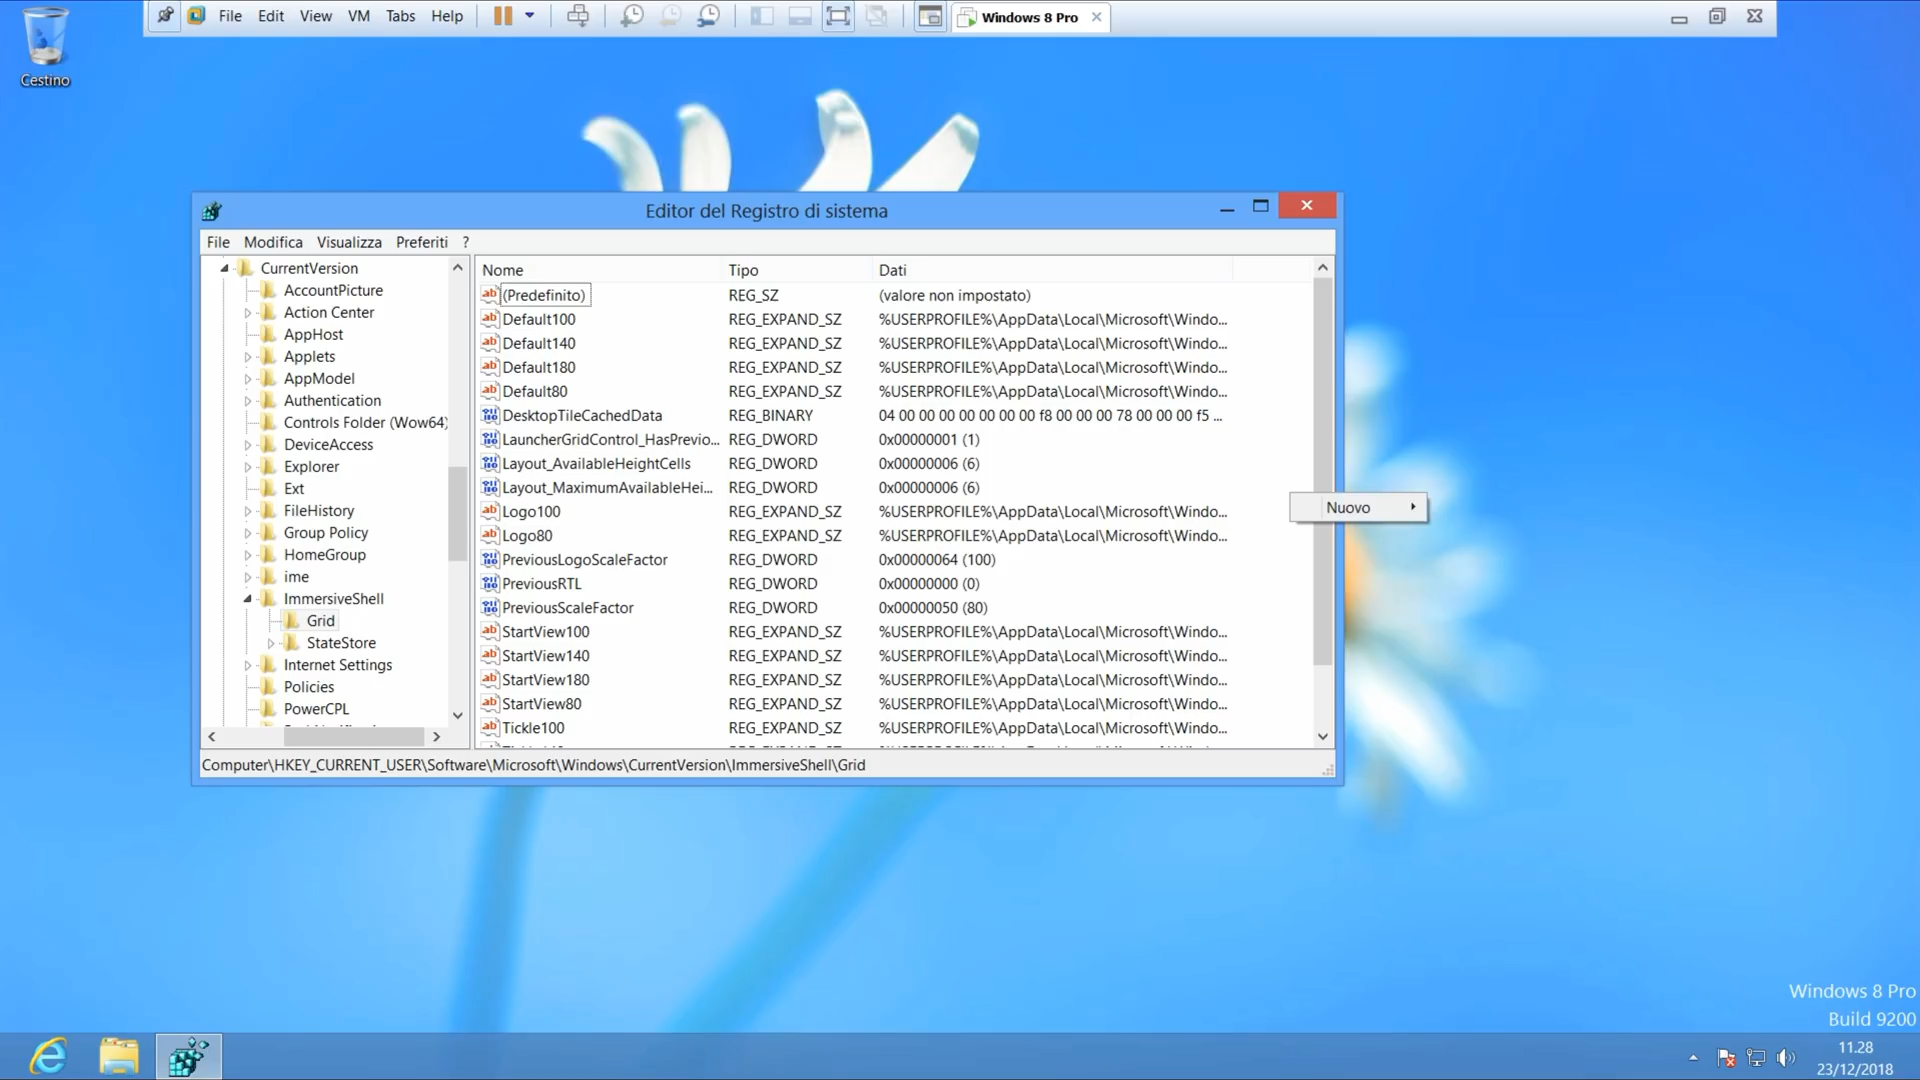 File Edit View VM Tabs Help
Windows 8 Pro
Cestino
Editor del Registro di sistema
File Modifica Visualizza Preferiti ?
CurrentVersion
AccountPicture
Action Center
AppHost
Applets
AppModel
Authentication
Controls Folder (Wow64)
DeviceAccess
Explorer
Ext
FileHistory
Group Policy
HomeGroup
ime
ImmersiveShell
Grid
StateStore
Internet Settings
Policies
PowerCPL
Nome Tipo Dati
(Predefinito) REG_SZ (valore non impostato)
Default100 REG_EXPAND_SZ %USERPROFILE%\AppData\Local\Microsoft\Windo...
Default140 REG_EXPAND_SZ %USERPROFILE%\AppData\Local\Microsoft\Windo...
Default180 REG_EXPAND_SZ %USERPROFILE%\AppData\Local\Microsoft\Windo...
Default80 REG_EXPAND_SZ %USERPROFILE%\AppData\Local\Microsoft\Windo...
DesktopTileCachedData REG_BINARY 04 00 00 00 00 00 00 00 f8 00 00 00 78 00 00 00 f5 ...
LauncherGridControl_HasPrevio... REG_DWORD 0x00000001 (1)
Layout_AvailableHeightCells REG_DWORD 0x00000006 (6)
Layout_MaximumAvailableHei... REG_DWORD 0x00000006 (6)
Logo100 REG_EXPAND_SZ %USERPROFILE%\AppData\Local\Microsoft\Windo...
Logo80 REG_EXPAND_SZ %USERPROFILE%\AppData\Local\Microsoft\Windo...
PreviousLogoScaleFactor REG_DWORD 0x00000064 (100)
PreviousRTL REG_DWORD 0x00000000 (0)
PreviousScaleFactor REG_DWORD 0x00000050 (80)
StartView100 REG_EXPAND_SZ %USERPROFILE%\AppData\Local\Microsoft\Windo...
StartView140 REG_EXPAND_SZ %USERPROFILE%\AppData\Local\Microsoft\Windo...
StartView180 REG_EXPAND_SZ %USERPROFILE%\AppData\Local\Microsoft\Windo...
StartView80 REG_EXPAND_SZ %USERPROFILE%\AppData\Local\Microsoft\Windo...
Tickle100 REG_EXPAND_SZ %USERPROFILE%\AppData\Local\Microsoft\Windo...
Nuovo
Computer\HKEY_CURRENT_USER\Software\Microsoft\Windows\CurrentVersion\ImmersiveShell\Grid
Windows 8 Pro
Build 9200
11.28
23/12/2018